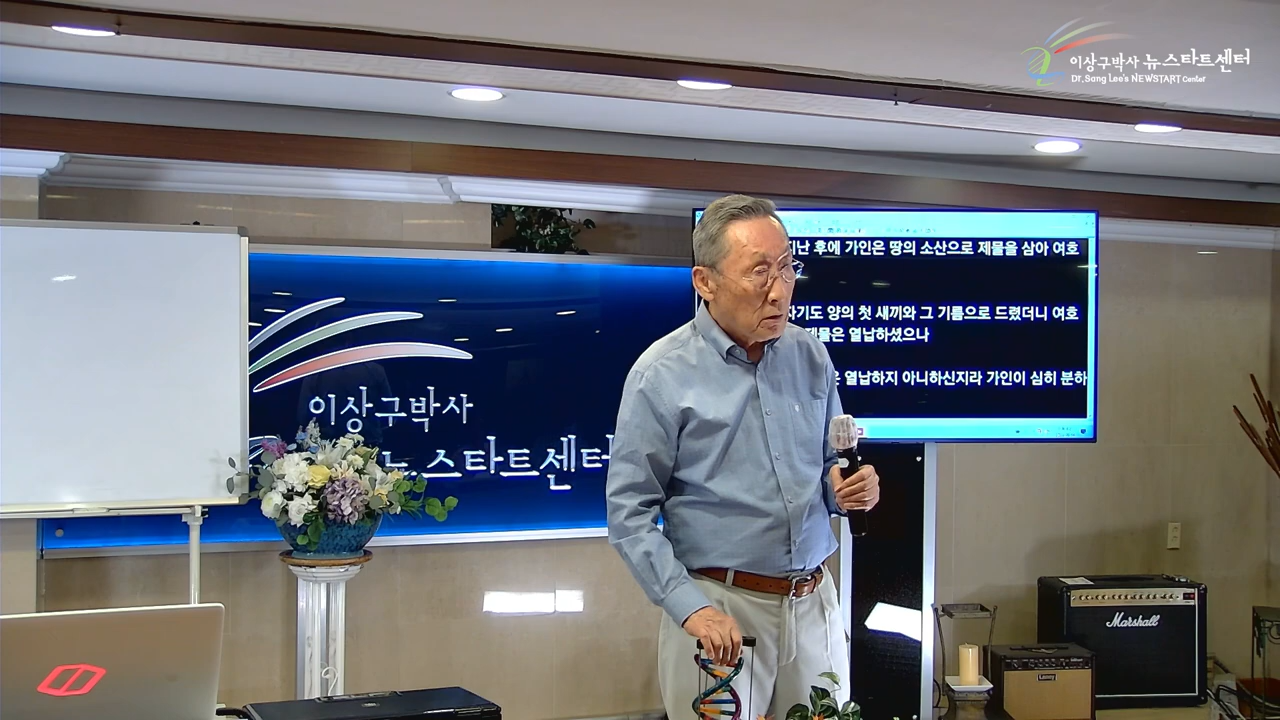 이상구박사 뉴스타트센터
Dr. Sang Lee's NEWSTART Center
지난 후에 가인은 땅의 소산으로 제물을 삼아 여호
자기도 양의 첫 새끼와 그 기름으로 드렸더니 여호
제물은 열납하셨으나
은 열납하지 아니하신지라 가인이 심히 분하
이상구박사
뉴스타트센터
Marshall
Laney